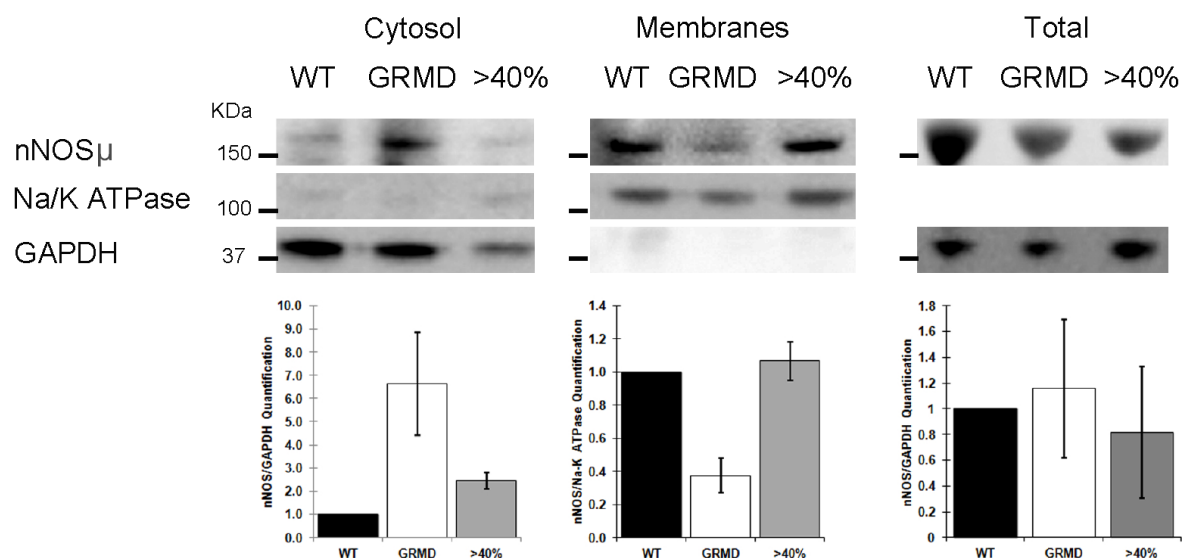 Cytosol Membranes Total
WT GRMD >40% WT GRMD >40% WT GRMD >40%
KDa
nNOSµ 150
Na/K ATPase 100
GAPDH 37
nNOS/GAPDH Quantification
10.0
9.0
8.0
7.0
6.0
5.0
4.0
3.0
2.0
1.0
0.0
WT GRMD >40%
nNOS/Na-K ATPase Quantification
1.4
1.2
1.0
0.8
0.6
0.4
0.2
0.0
WT GRMD >40%
nNOS/GAPDH Quantification
1.8
1.6
1.4
1.2
1
0.8
0.6
0.4
0.2
0
WT GRMD >40%